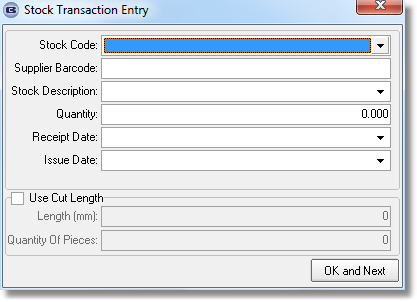 Stock Transaction Entry
Stock Code:
Supplier Barcode:
Stock Description:
Quantity: 0.000
Receipt Date:
Issue Date:
Use Cut Length
Length (mm): 0
Quantity Of Pieces: 0
OK and Next